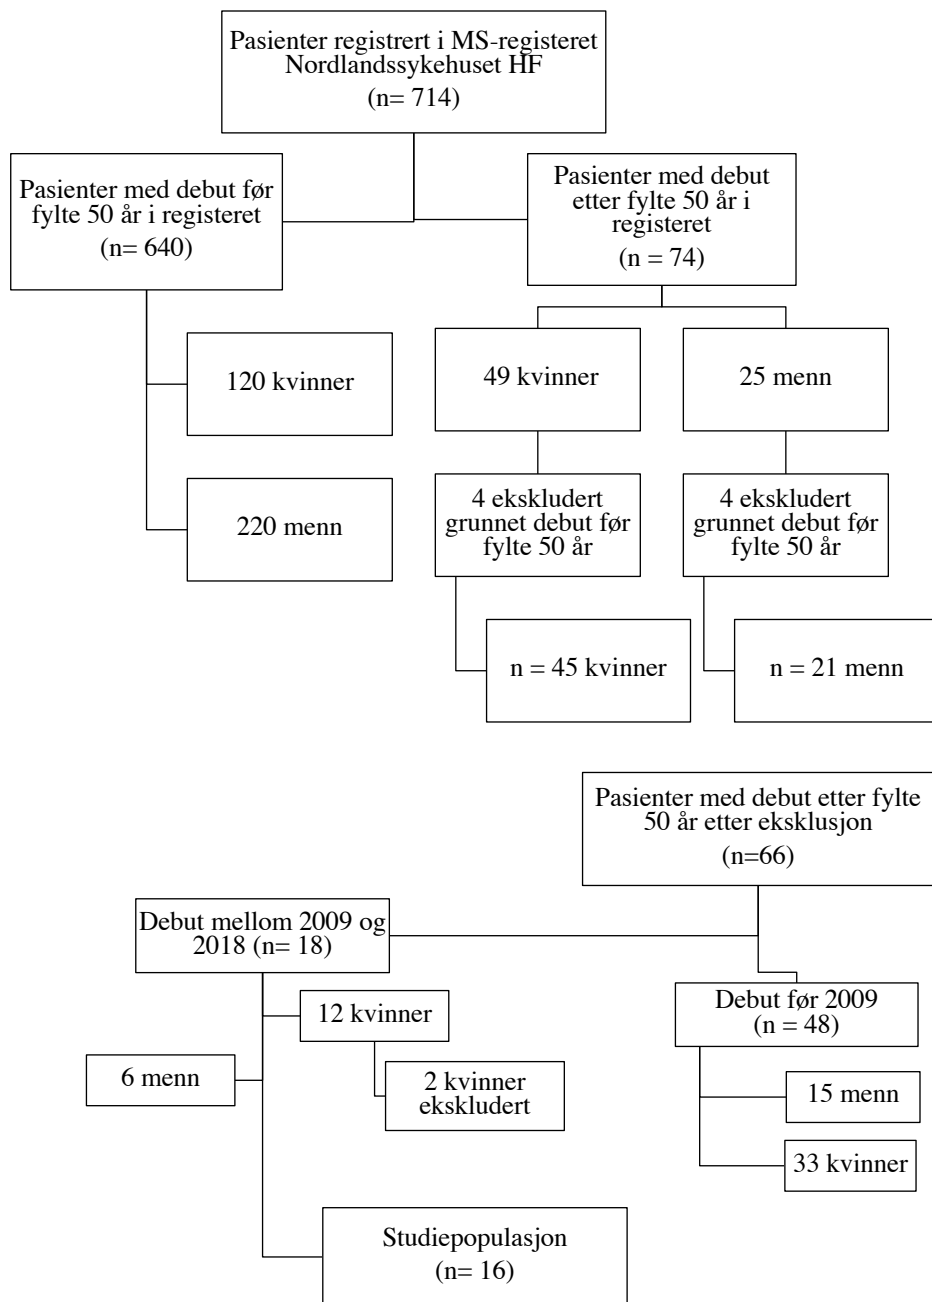 Pasienter registrert i MS-registeret
Nordlandssykehuset HF
(n= 714)
Pasienter med debut før
fylte 50 år i registeret
(n= 640)
Pasienter med debut
etter fylte 50 år i
registeret
(n = 74)
120 kvinner
220 menn
49 kvinner
25 menn
4 ekskludert
grunnet debut før
fylte 50 år
4 ekskludert
grunnet debut før
fylte 50 år
n = 45 kvinner
n = 21 menn
Pasienter med debut etter fylte
50 år etter eksklusjon
(n=66)
Debut mellom 2009 og
2018 (n= 18)
Debut før 2009
(n = 48)
12 kvinner
6 menn
2 kvinner
ekskludert
15 menn
33 kvinner
Studiepopulasjon
(n= 16)